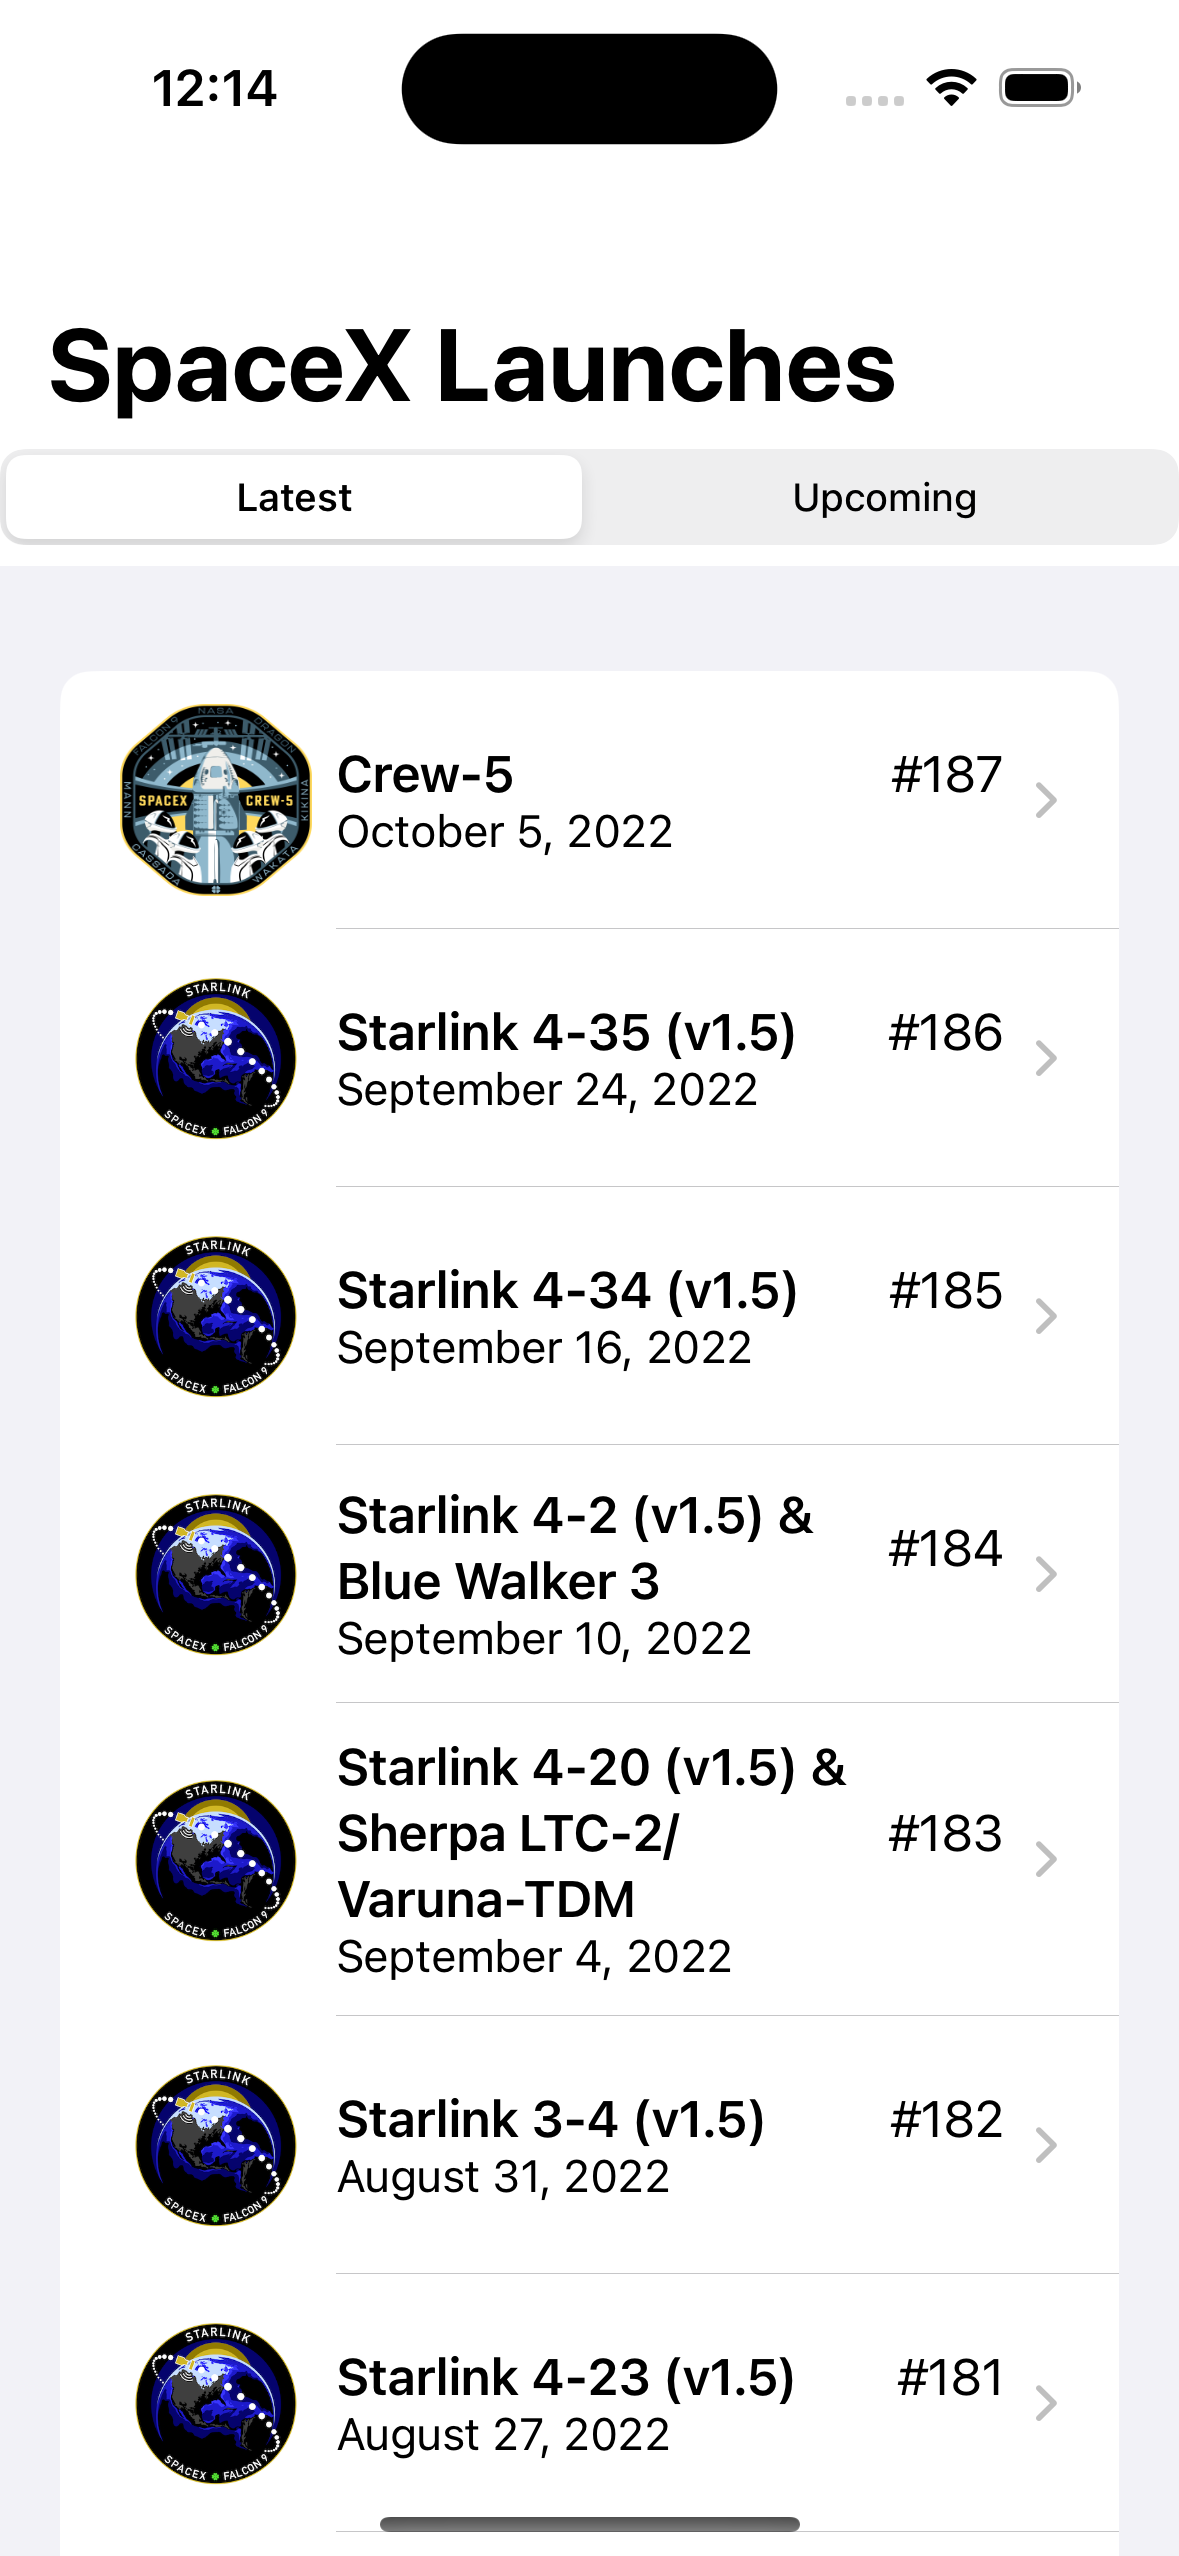 12:14
SpaceX Launches
Latest
Upcoming
FALCON 9 NASA DRAGON
MANN SPACEX CREW-5 KIKINA
CASSADA WAKATA
Crew-5
#187
October 5, 2022
STARLINK
SPACEX FALCON 9
Starlink 4-35 (v1.5)
#186
September 24, 2022
STARLINK
SPACEX FALCON 9
Starlink 4-34 (v1.5)
#185
September 16, 2022
STARLINK
SPACEX FALCON 9
Starlink 4-2 (v1.5) &
Blue Walker 3
#184
September 10, 2022
STARLINK
SPACEX FALCON 9
Starlink 4-20 (v1.5) &
Sherpa LTC-2/
Varuna-TDM
#183
September 4, 2022
STARLINK
SPACEX FALCON 9
Starlink 3-4 (v1.5)
#182
August 31, 2022
STARLINK
SPACEX FALCON 9
Starlink 4-23 (v1.5)
#181
August 27, 2022